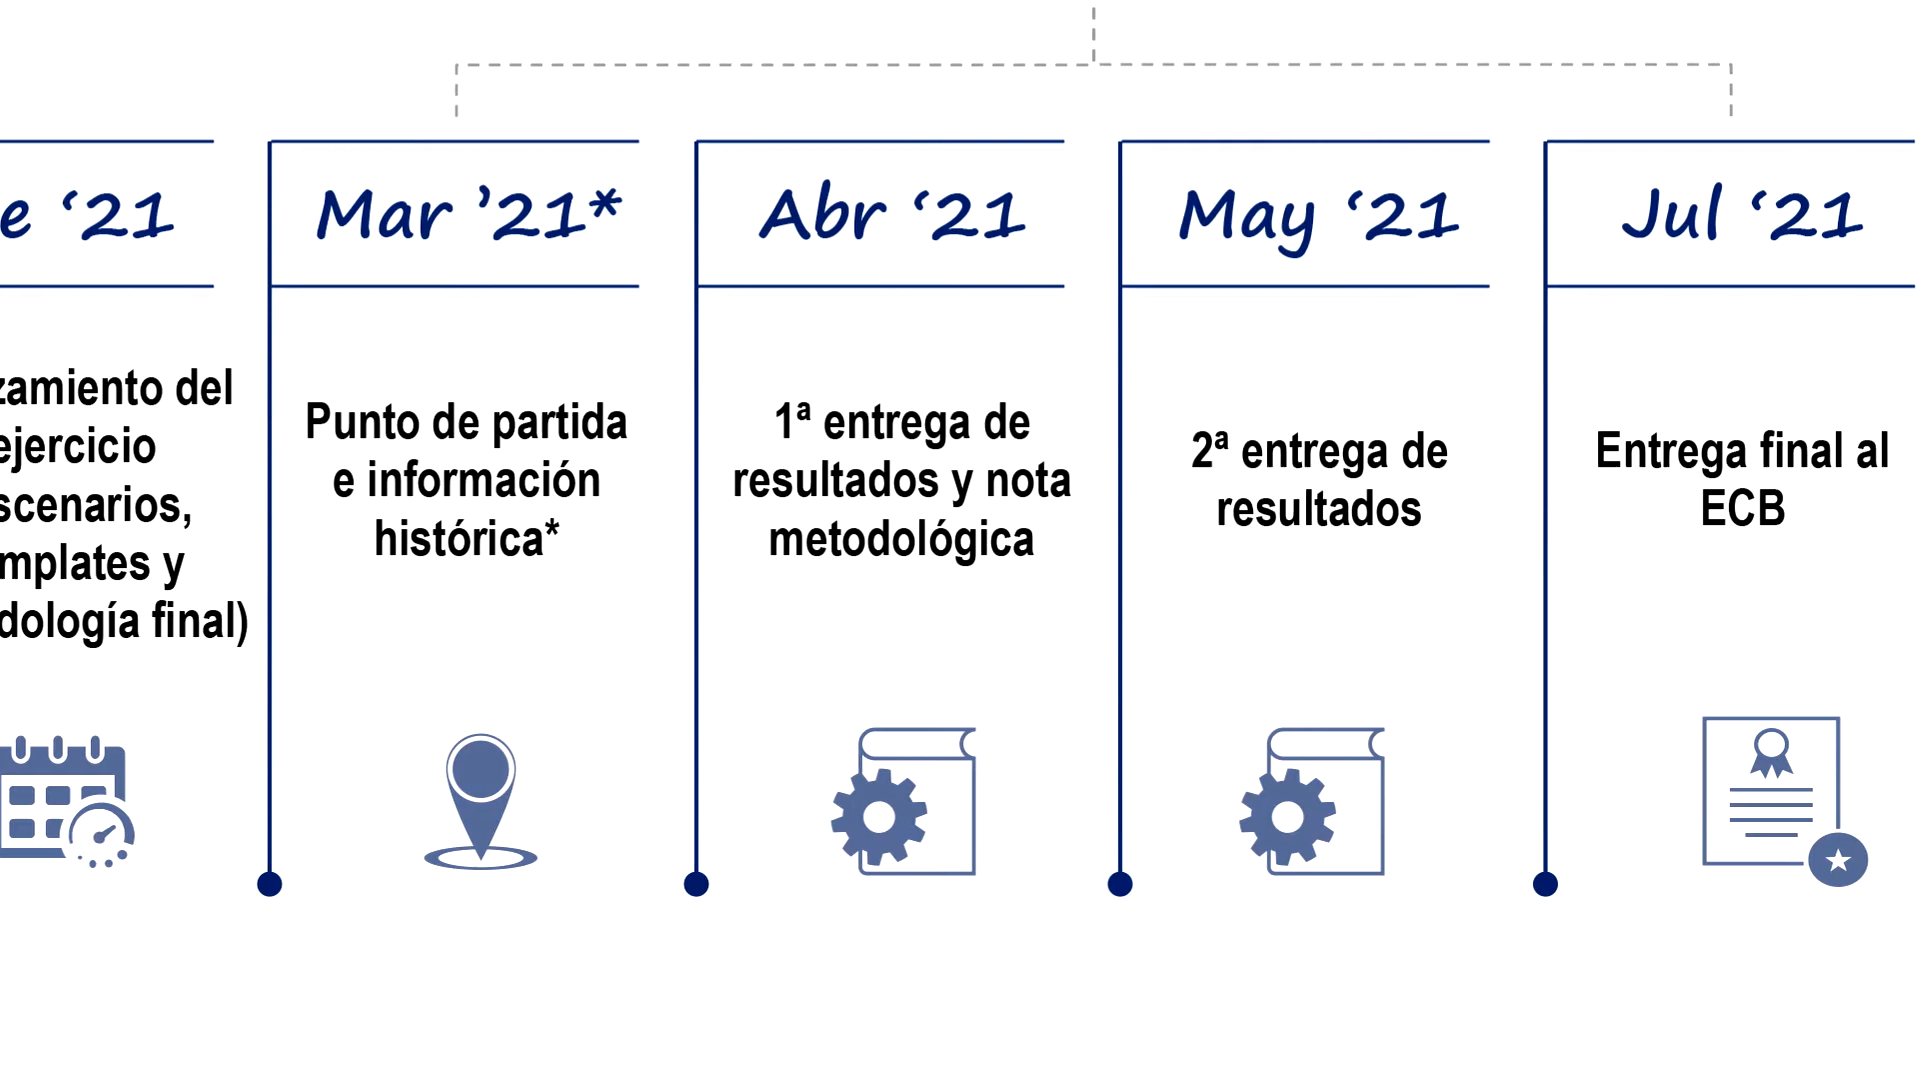 e ‘21
Mar ’21*
Abr ‘21
May ‘21
Jul ‘21
zamiento del
ejercicio
scenarios,
mplates y
dología final)
Punto de partida
e información
histórica*
1ª entrega de
resultados y nota
metodológica
2ª entrega de
resultados
Entrega final al
ECB